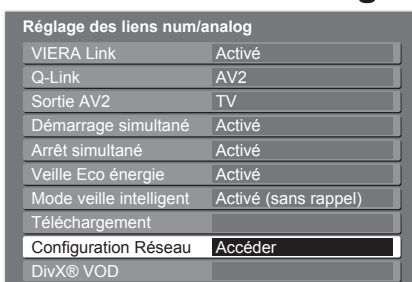 Réglage des liens num/analog
VIERA Link Activé
Q-Link AV2
Sortie AV2 TV
Démarrage simultané Activé
Arrêt simultané Activé
Veille Eco énergie Activé
Mode veille intelligent Activé (sans rappel)
Téléchargement
Configuration Réseau Accéder
DivX® VOD